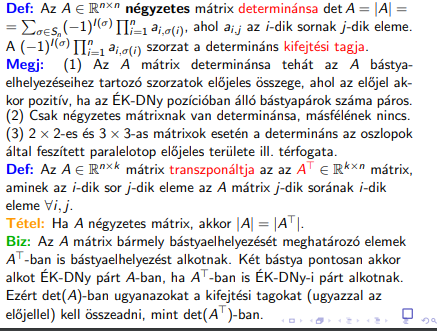 Def: Az A ∈ ℝⁿˣⁿ négyzetes mátrix determinánsa det A = |A| =
= ∑_{σ∈Sₙ}(−1)^{I(σ)} ∏ⁿᵢ₌₁ a_{i,σ(i)}, ahol a_{i,j} az i-dik sornak j-dik eleme.
A (−1)^{I(σ)} ∏ⁿᵢ₌₁ a_{i,σ(i)} szorzat a determináns kifejtési tagja.
Megj: (1) Az A mátrix determinánsa tehát az A bástya-
elhelyezéseihez tartozó szorzatok előjeles összege, ahol az előjel ak-
kor pozitív, ha az ÉK-DNy pozícióban álló bástyapárok száma páros.
(2) Csak négyzetes mátrixnak van determinánsa, másfélének nincs.
(3) 2 × 2-es és 3 × 3-as mátrixok esetén a determináns az oszlopok
által feszített paralelotop előjeles területe ill. térfogata.
Def: Az A ∈ ℝⁿˣᵏ mátrix transzponáltja az az A^⊤ ∈ ℝᵏˣⁿ mátrix,
aminek az i-dik sor j-dik eleme az A mátrix j-dik sorának i-dik
eleme ∀i, j.
Tétel: Ha A négyzetes mátrix, akkor |A| = |A^⊤|.
Biz: Az A mátrix bármely bástyaelhelyezését meghatározó elemek
A^⊤-ban is bástyaelhelyezést alkotnak. Két bástya pontosan akkor
alkot ÉK-DNy párt A-ban, ha A^⊤-ban is ÉK-DNy-i párt alkotnak.
Ezért det(A)-ban ugyanazokat a kifejtési tagokat (ugyazzal az
előjellel) kell összeadni, mint det(A^⊤)-ban.